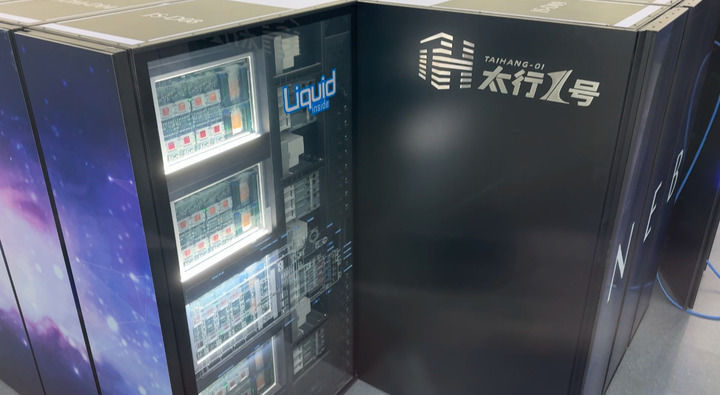 Liquid
inside
TAIHANG-01
太行1号
N E B